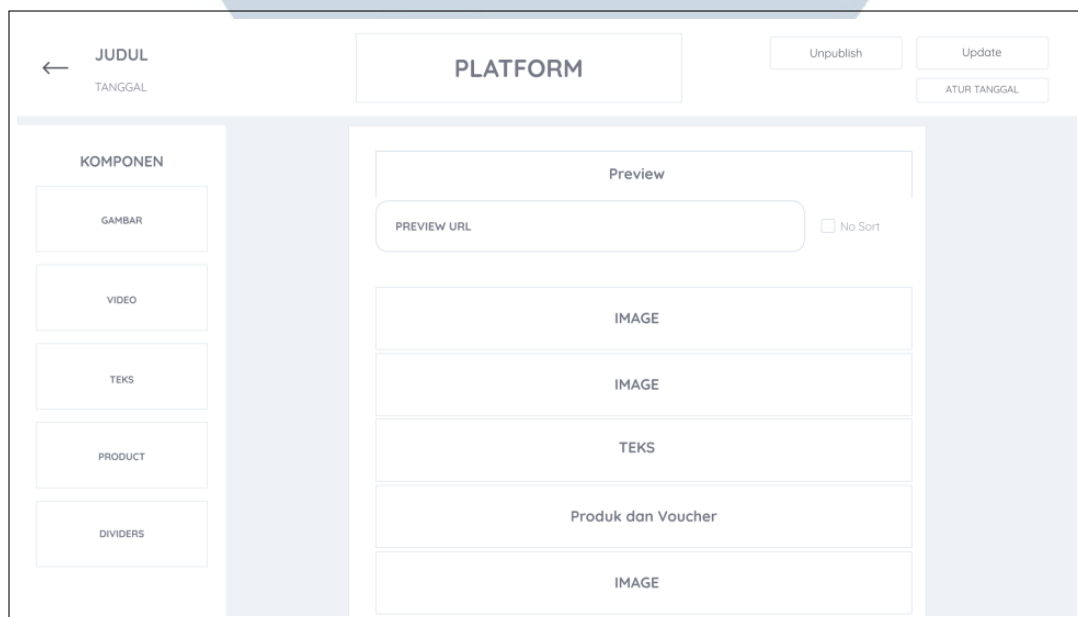 JUDUL
TANGGAL
PLATFORM
Unpublish
Update
ATUR TANGGAL
KOMPONEN
GAMBAR
VIDEO
TEKS
PRODUCT
DIVIDERS
Preview
PREVIEW URL
No Sort
IMAGE
IMAGE
TEKS
Produk dan Voucher
IMAGE